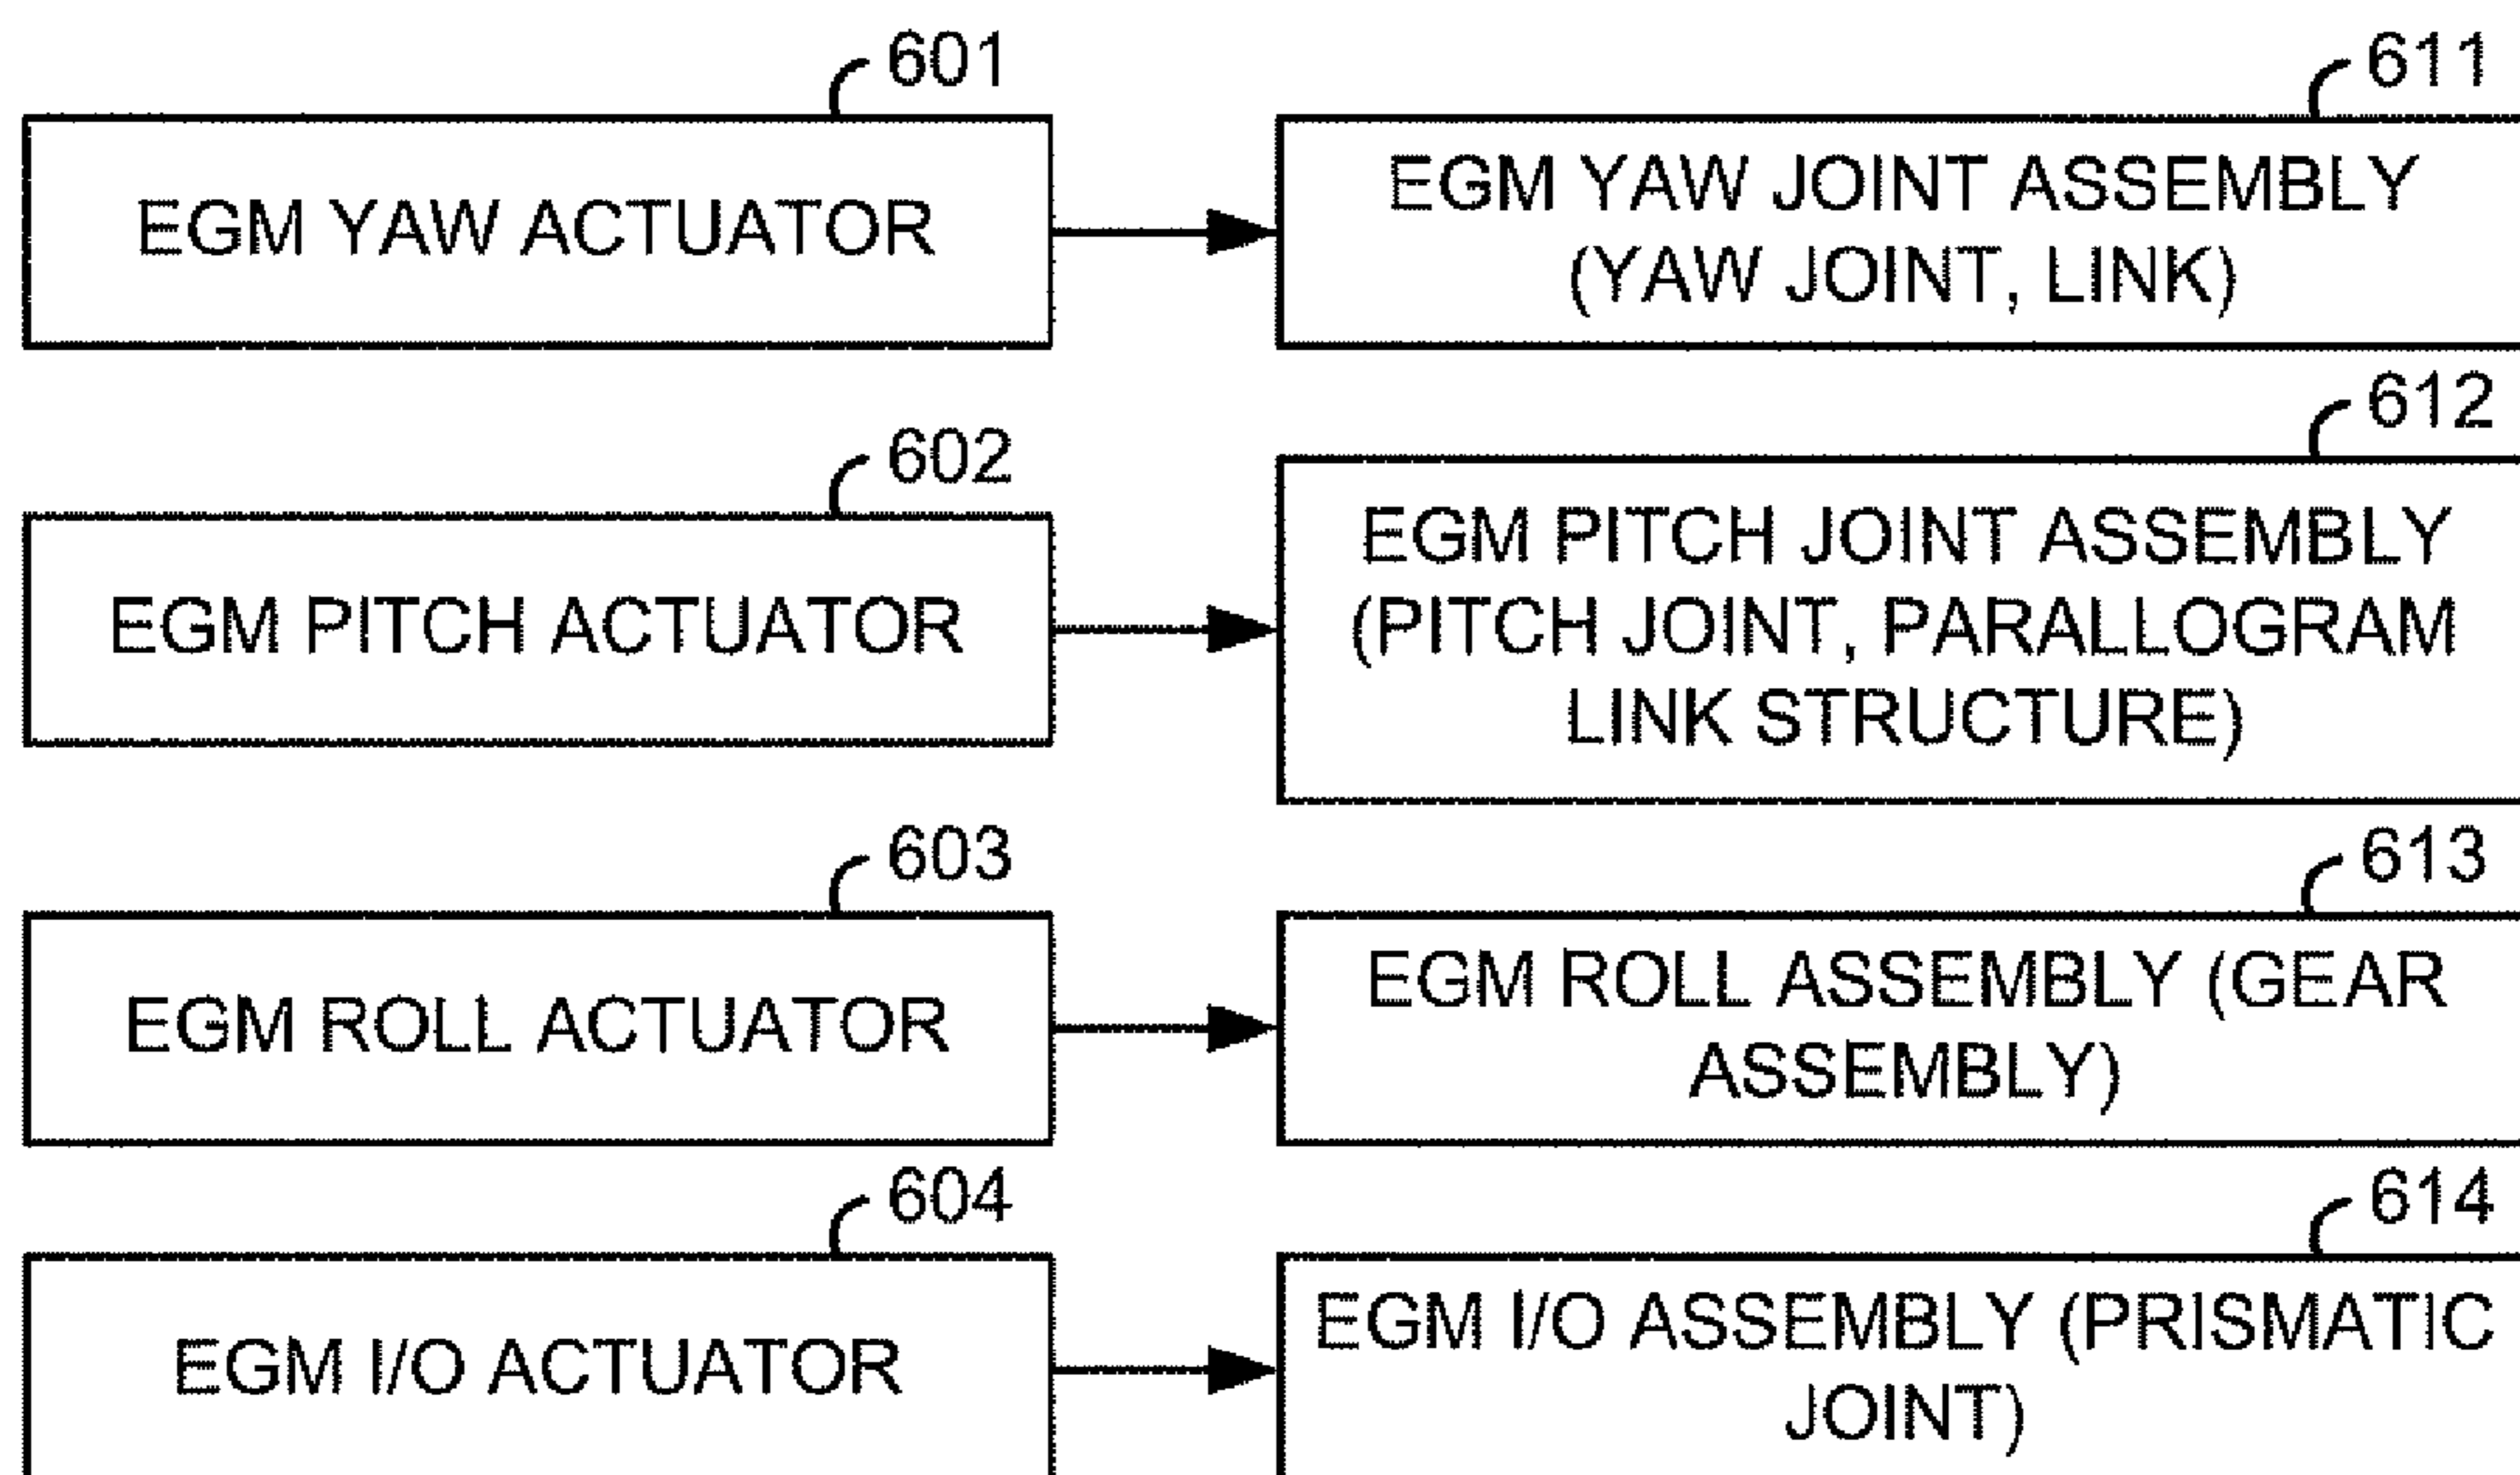 601
611
EGM YAW ACTUATOR
EGM YAW JOINT ASSEMBLY
(YAW JOINT, LINK)
602
612
EGM PITCH ACTUATOR
EGM PITCH JOINT ASSEMBLY
(PITCH JOINT, PARALLOGRAM
LINK STRUCTURE)
603
613
EGM ROLL ACTUATOR
EGM ROLL ASSEMBLY (GEAR
ASSEMBLY)
604
614
EGM I/O ACTUATOR
EGM I/O ASSEMBLY (PRISMATIC
JOINT)